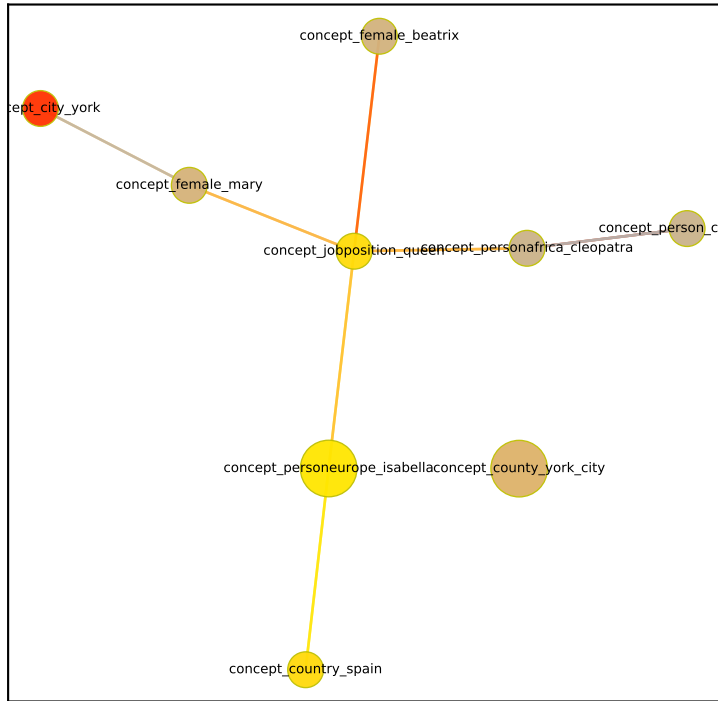 concept_female_beatrix
cept_city_york
concept_female_mary
concept_person_c
concept_jobposition_queen
concept_personafrica_cleopatra
concept_personeurope_isabella
concept_county_york_city
concept_country_spain